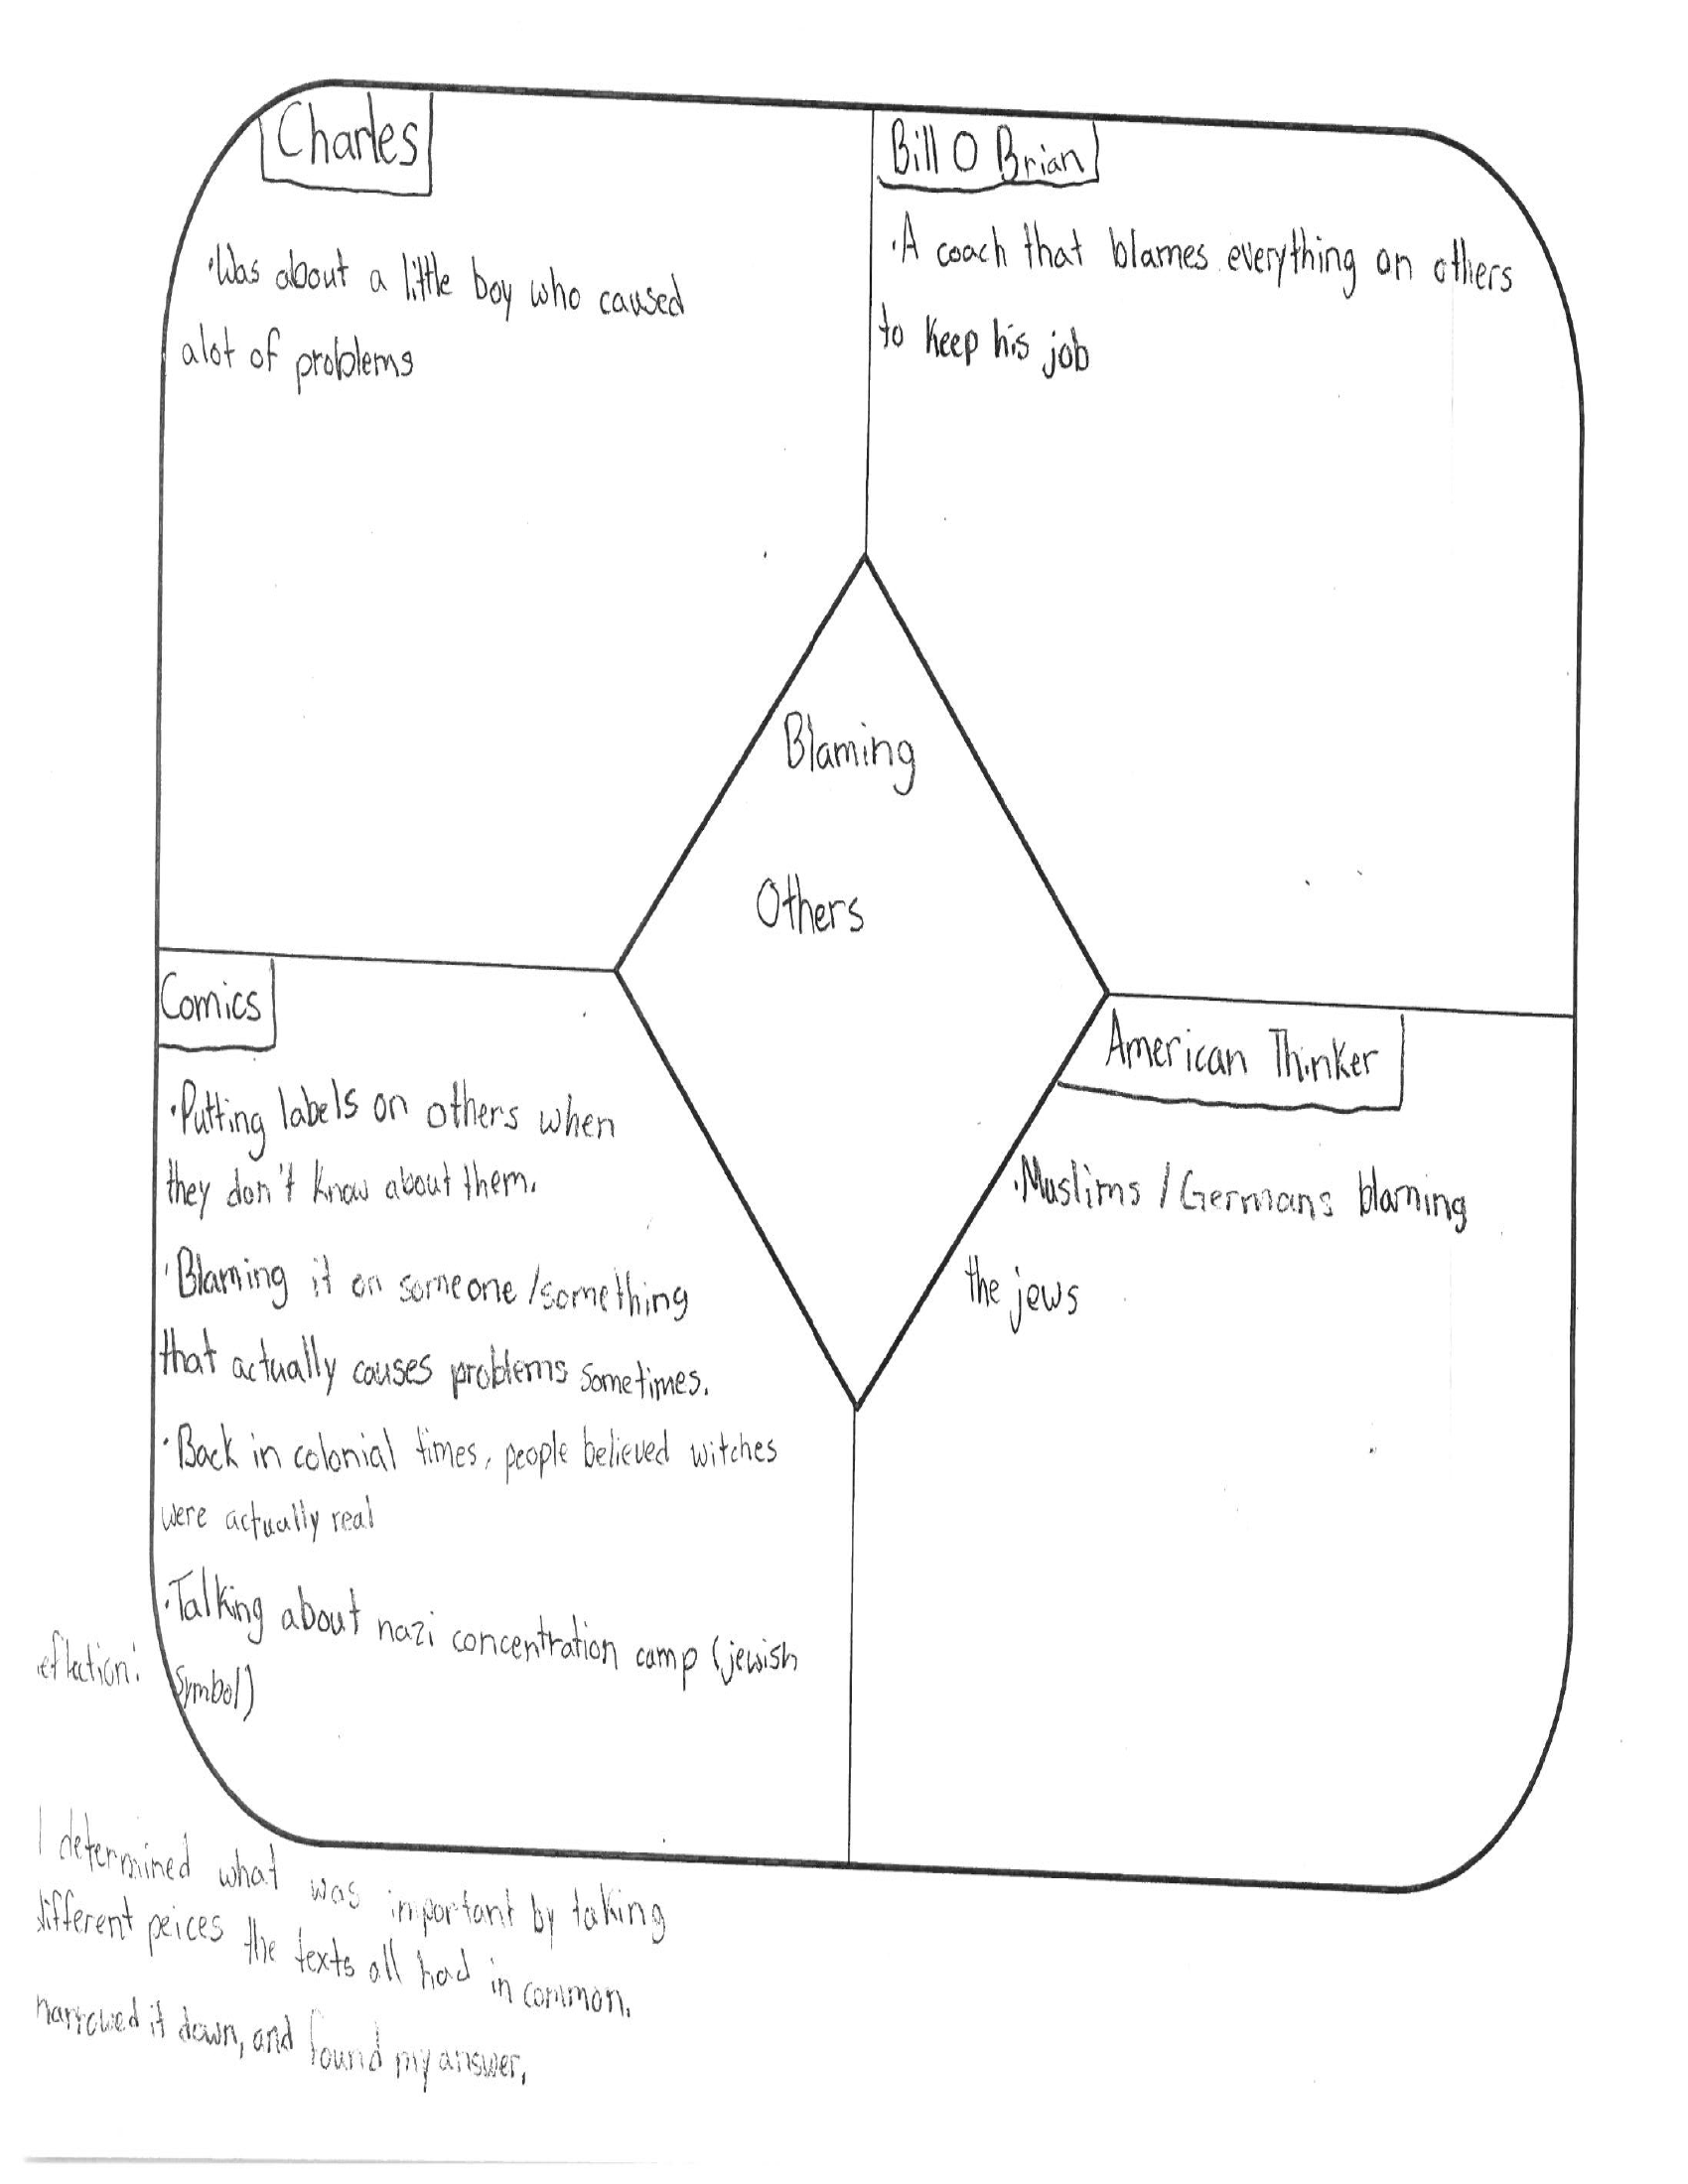 Charles
·Was about a little boy who caused
alot of problems
Bill O Brian
·A coach that blames everything on others
to keep his job
Blaming
Others
Comics
·Putting labels on others when
they don't know about them.
·Blaming it on someone/something
that actually causes problems sometimes.
·Back in colonial times, people believed witches
were actually real
·Talking about nazi concentration camp (jewish
symbol)
American Thinker
·Muslims / Germans blaming
the jews
eflection:
I determined what was important by taking
different peices the texts all had in common.
narrowed it down, and found my answer.